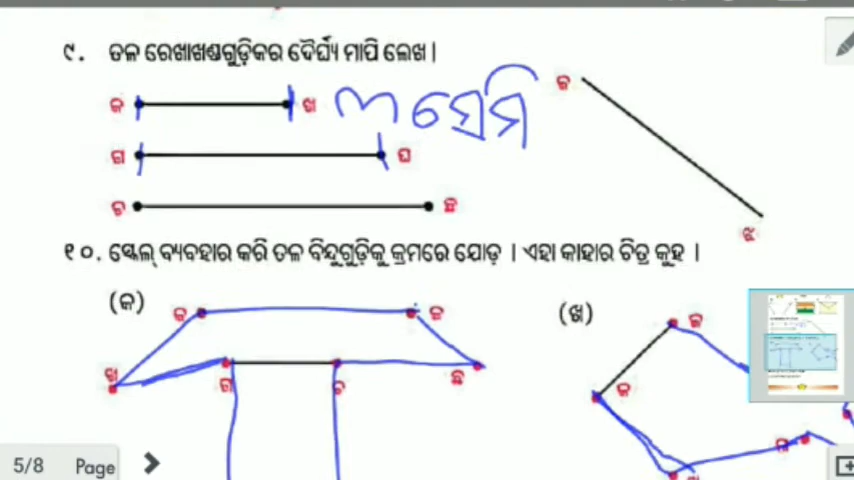 ୯. ତଳ ରେଖାଖଣ୍ଡଗୁଡ଼ିକର ଦୈର୍ଘ୍ୟ ମାପି ଲେଖ।
କ ଖ ୩ ସେମି ଜ
ଗ ଘ
ଚ ଛ
୧୦. ସ୍କେଲ୍ ବ୍ୟବହାର କରି ତଳ ବିନ୍ଦୁଗୁଡ଼ିକୁ କ୍ରମରେ ଯୋଡ଼ । ଏହା କାହାର ଚିତ୍ର କୁହ ।
(କ) (ଖ)
ଖ ଗ ଚ ଛ
5/8 Page